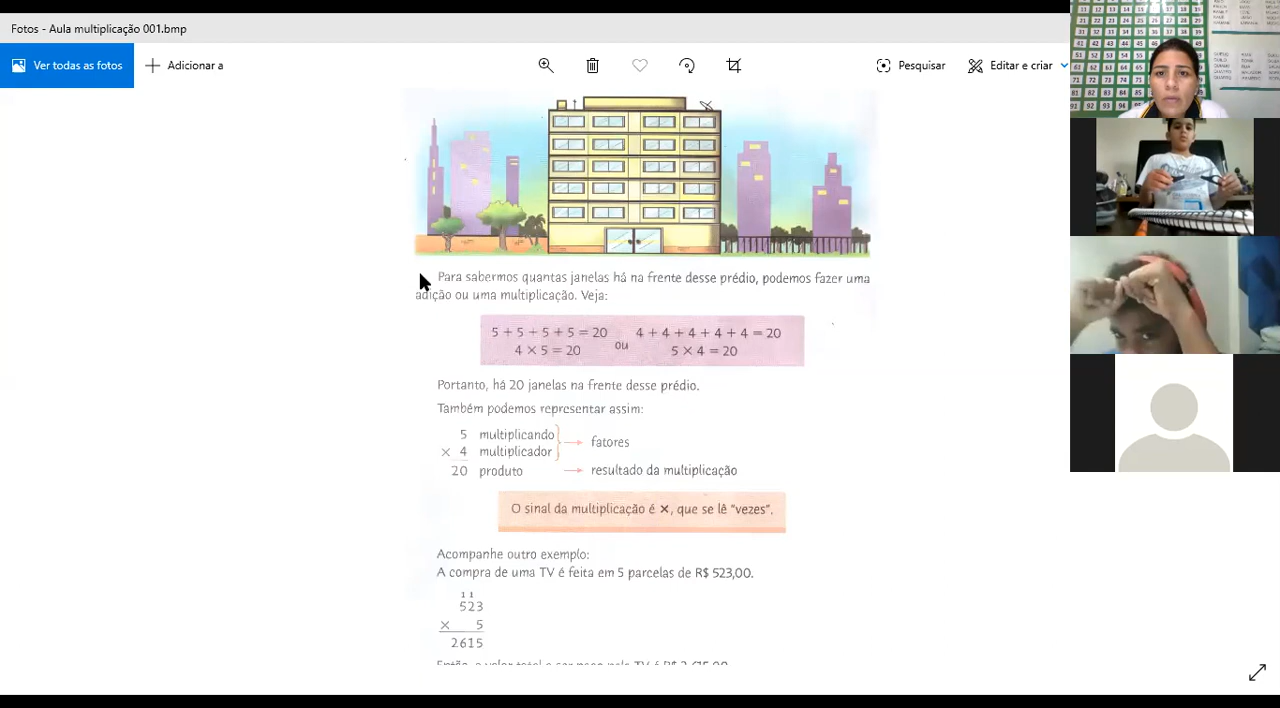 Fotos - Aula multiplicação 001.bmp
Ver todas as fotos
Adicionar a
Pesquisar
Editar e criar
Para sabermos quantas janelas há na frente desse prédio, podemos fazer uma
adição ou uma multiplicação. Veja:
5 + 5 + 5 + 5 = 20 ou 4 + 4 + 4 + 4 + 4 = 20
4 × 5 = 20 5 × 4 = 20
Portanto, há 20 janelas na frente desse prédio.
Também podemos representar assim:
5 multiplicando
× 4 multiplicador
fatores
20 produto → resultado da multiplicação
O sinal da multiplicação é ×, que se lê "vezes".
Acompanhe outro exemplo:
A compra de uma TV é feita em 5 parcelas de R$ 523,00.
1 1
523
× 5
2615